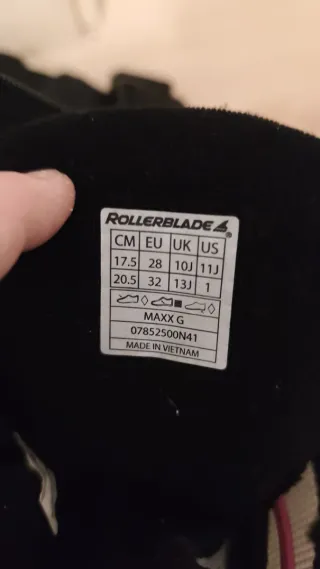 ROLLERBLADE®
CM EU UK US
17.5 28 10J 11J
20.5 32 13J 1
MAXX G
07852500N41
MADE IN VIETNAM